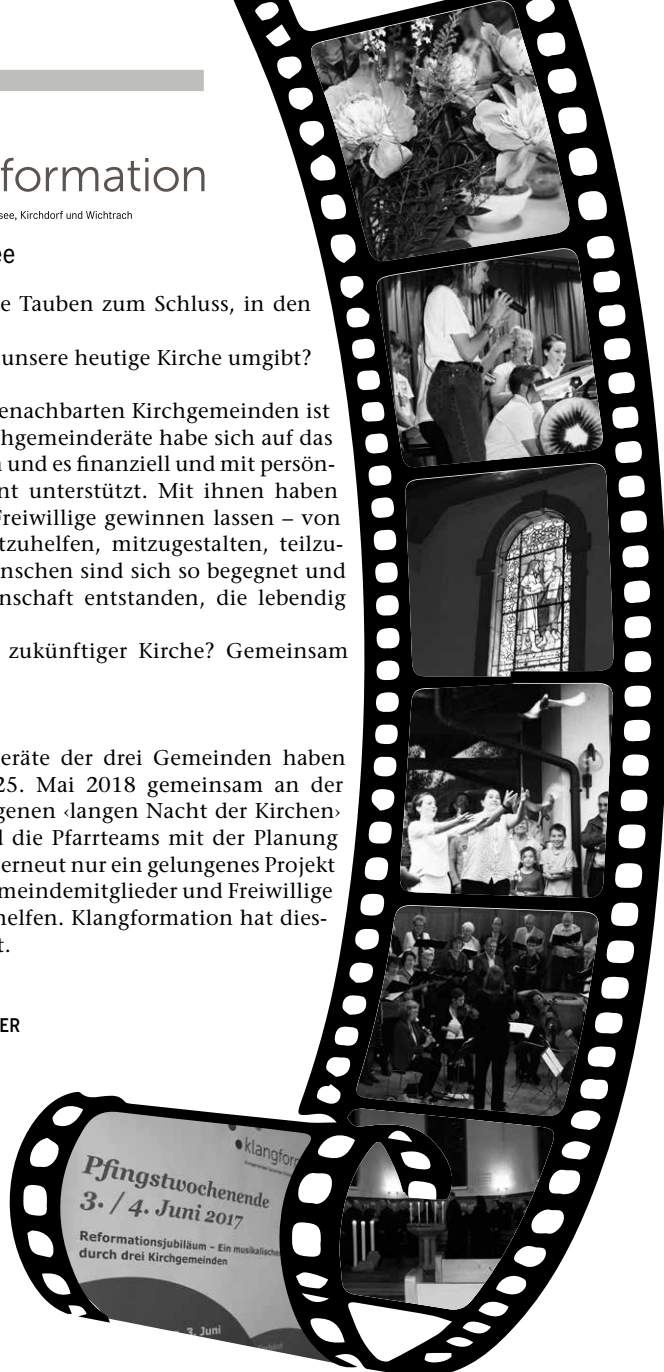 formation
see, Kirchdorf und Wichtrach
e Tauben zum Schluss, in den
unsere heutige Kirche umgibt?
enachbarten Kirchgemeinden ist
hgemeinderäte habe sich auf das
und es finanziell und mit persön-
nt unterstützt. Mit ihnen haben
Freiwillige gewinnen lassen – von
tzuhelfen, mitzugestalten, teilzu-
nschen sind sich so begegnet und
nschaft entstanden, die lebendig
zukünftiger Kirche? Gemeinsam
eräte der drei Gemeinden haben
25. Mai 2018 gemeinsam an der
genen ‹langen Nacht der Kirchen›
die Pfarrteams mit der Planung
erneut nur ein gelungenes Projekt
meindemitglieder und Freiwillige
helfen. Klangformation hat dies-
t.
ER
klangfor
Pfingstwochenende
3. / 4. Juni 2017
Reformationsjubiläum – Ein musikalische
durch drei Kirchgemeinden
3. Juni